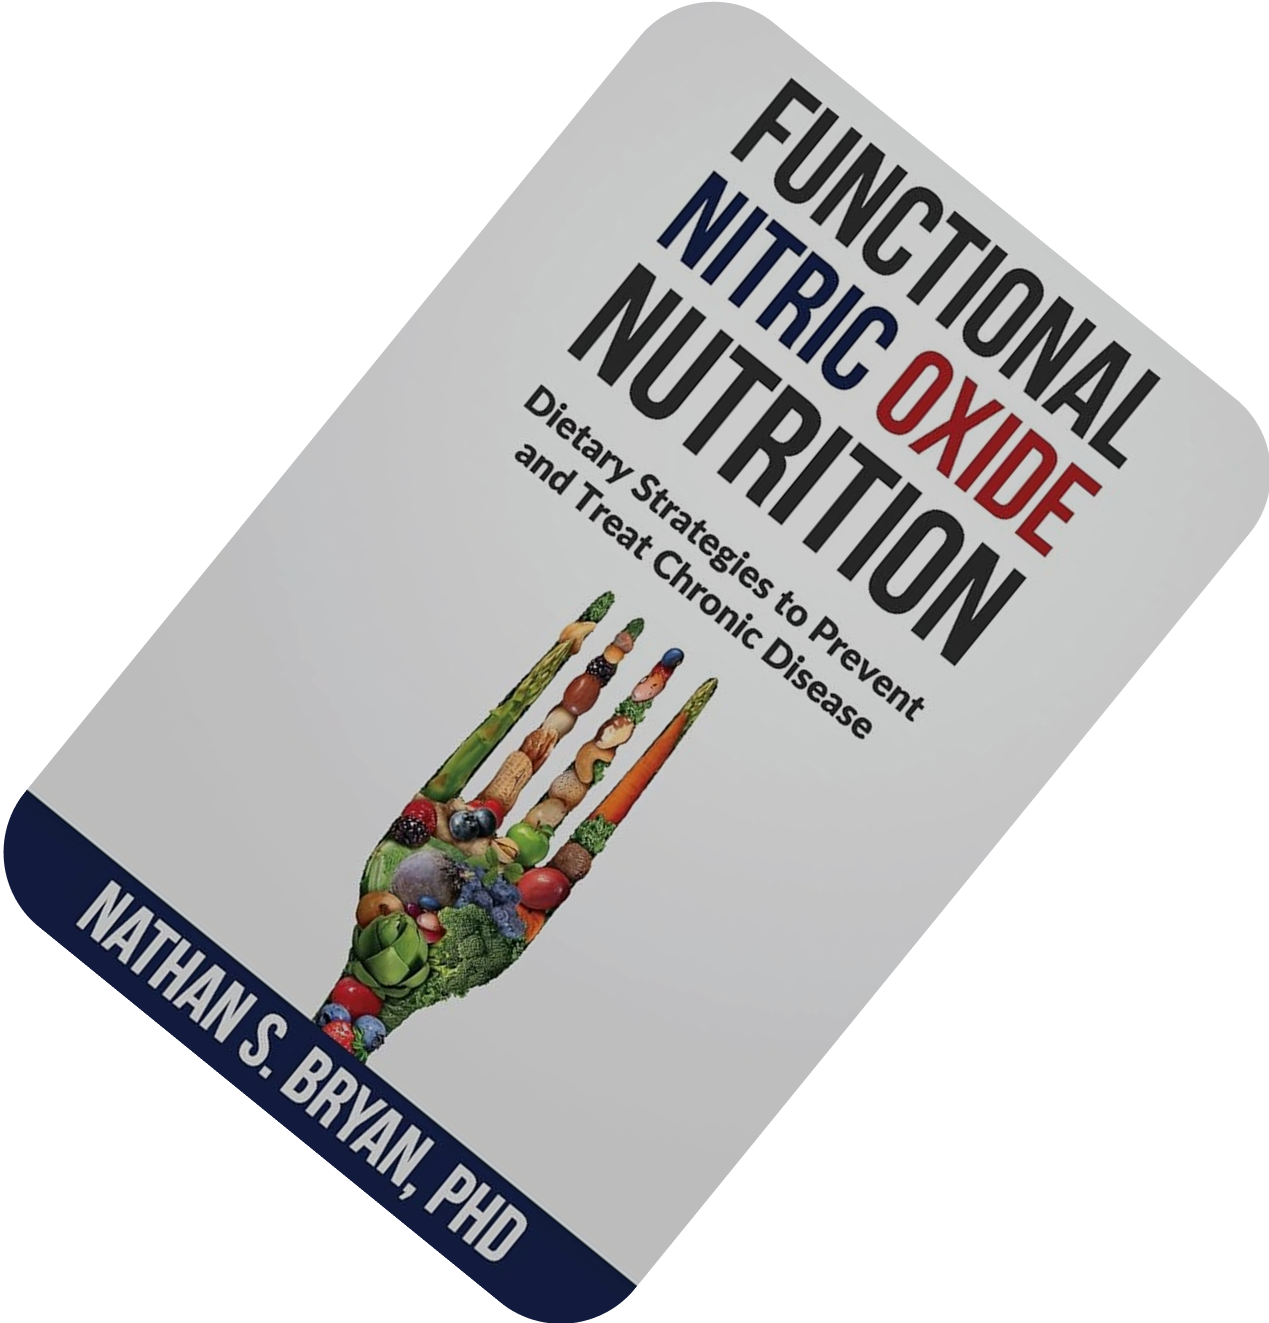 FUNCTIONAL
NITRIC OXIDE
NUTRITION
Dietary Strategies to Prevent
and Treat Chronic Disease
NATHAN S. BRYAN, PHD